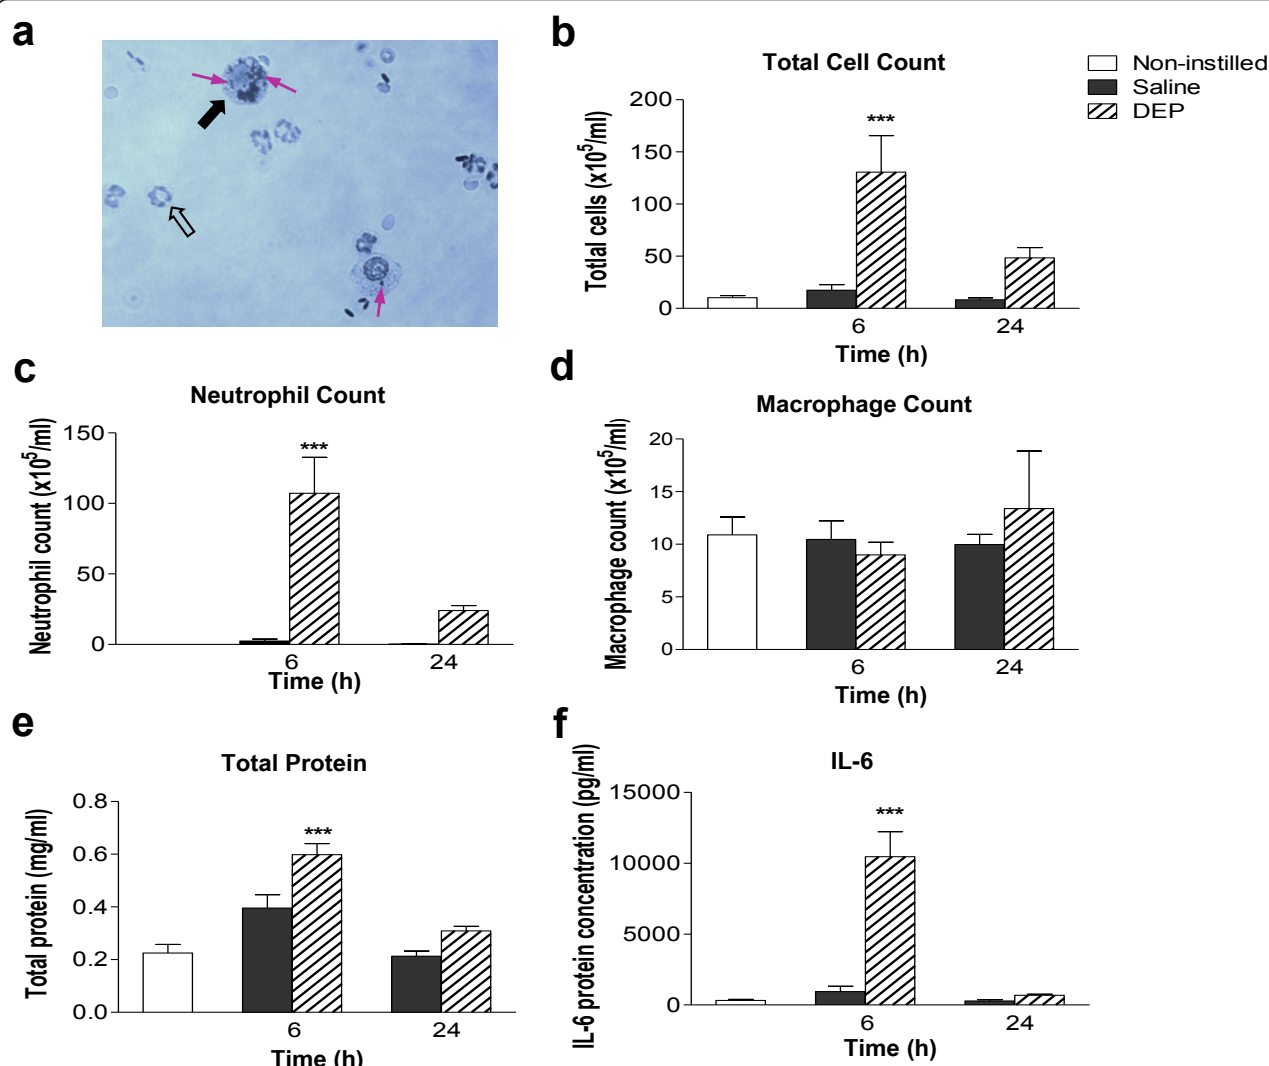 a
b
Total Cell Count
Non-instilled
Saline
DEP
Totlal cells (x10⁵/ml)
200
150
100
50
0
***
6
24
Time (h)
c
Neutrophil Count
Neutrophil count (x10⁵/ml)
150
100
50
0
***
6
24
Time (h)
d
Macrophage Count
Macrophage count (x10⁵/ml)
20
15
10
5
0
6
24
Time (h)
e
Total Protein
Total protein (mg/ml)
0.8
0.6
0.4
0.2
0.0
***
6
24
Time (h)
f
IL-6
IL-6 protein concentration (pg/ml)
15000
10000
5000
0
***
6
24
Time (h)